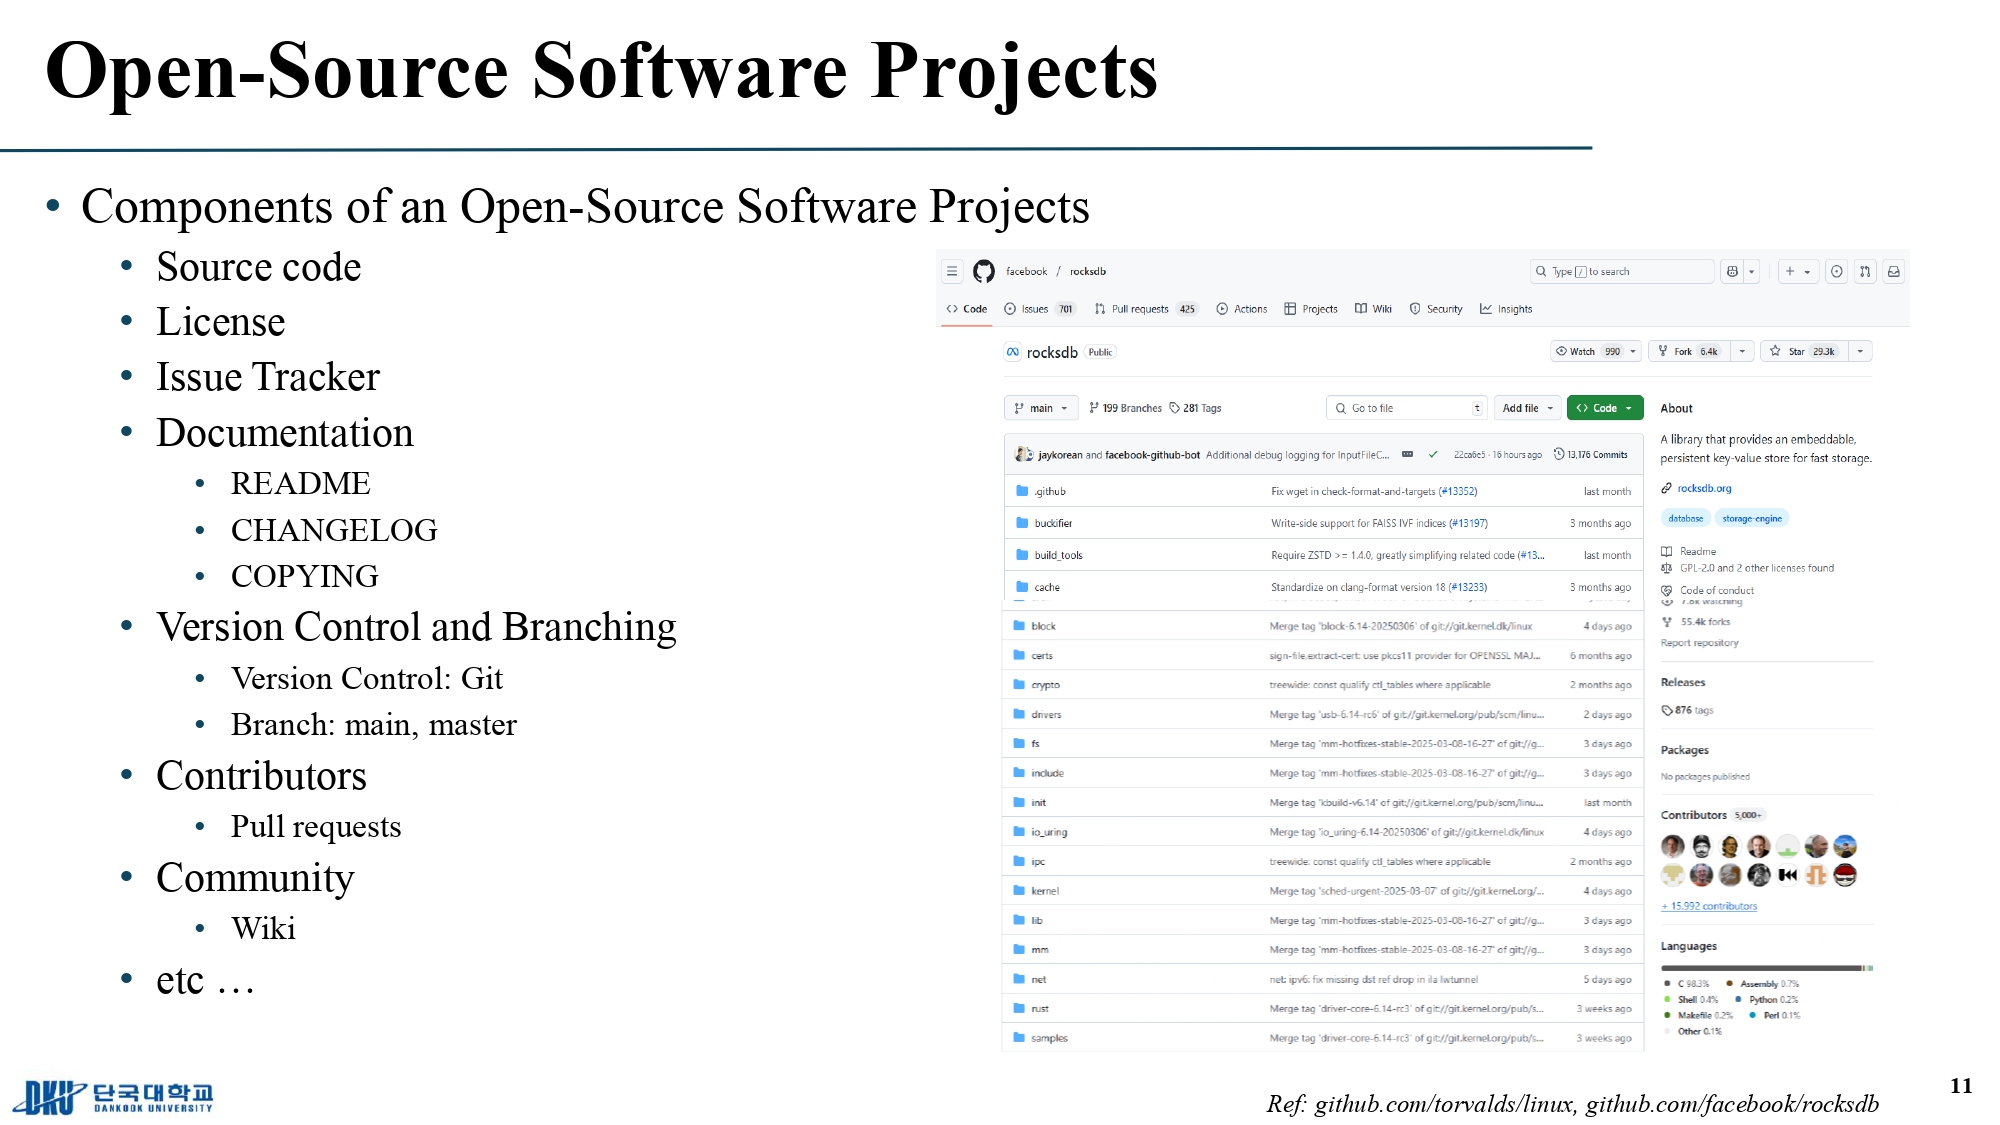 Open-Source Software Projects
• Components of an Open-Source Software Projects
• Source code
• License
• Issue Tracker
• Documentation
• README
• CHANGELOG
• COPYING
• Version Control and Branching
• Version Control: Git
• Branch: main, master
• Contributors
• Pull requests
• Community
• Wiki
• etc …
facebook / rocksdb
Type / to search
Code Issues 701 Pull requests 425 Actions Projects Wiki Security Insights
rocksdb Public
Watch 990 Fork 6.4k Star 29.3k
main 199 Branches 281 Tags
Go to file t Add file Code
jaykorean and facebook-github-bot Additional debug logging for InputFileC... 22ca6e5 · 16 hours ago 13,176 Commits
.github Fix wget in check-format-and-targets (#13352) last month
buckifier Write-side support for FAISS IVF indices (#13197) 3 months ago
build_tools Require ZSTD >= 1.4.0, greatly simplifying related code (#13... last month
cache Standardize on clang-format version 18 (#13233) 3 months ago
block Merge tag 'block-6.14-20250306' of git://git.kernel.dk/linux 4 days ago
certs sign-file,extract-cert: use pkcs11 provider for OPENSSL MAJ... 6 months ago
crypto treewide: const qualify ctl_tables where applicable 2 months ago
drivers Merge tag 'usb-6.14-rc6' of git://git.kernel.org/pub/scm/linu... 2 days ago
fs Merge tag 'mm-hotfixes-stable-2025-03-08-16-27' of git://g... 3 days ago
include Merge tag 'mm-hotfixes-stable-2025-03-08-16-27' of git://g... 3 days ago
init Merge tag 'kbuild-v6.14' of git://git.kernel.org/pub/scm/linu... last month
io_uring Merge tag 'io_uring-6.14-20250306' of git://git.kernel.dk/linux 4 days ago
ipc treewide: const qualify ctl_tables where applicable 2 months ago
kernel Merge tag 'sched-urgent-2025-03-07' of git://git.kernel.org/... 4 days ago
lib Merge tag 'mm-hotfixes-stable-2025-03-08-16-27' of git://g... 3 days ago
mm Merge tag 'mm-hotfixes-stable-2025-03-08-16-27' of git://g... 3 days ago
net net: ipv6: fix missing dst ref drop in ila lwtunnel 5 days ago
rust Merge tag 'driver-core-6.14-rc3' of git://git.kernel.org/pub/s... 3 weeks ago
samples Merge tag 'driver-core-6.14-rc3' of git://git.kernel.org/pub/s... 3 weeks ago
About
A library that provides an embeddable,
persistent key-value store for fast storage.
rocksdb.org
database storage-engine
Readme
GPL-2.0 and 2 other licenses found
Code of conduct
55.4k forks
Report repository
Releases
876 tags
Packages
No packages published
Contributors 5,000+
+ 15,992 contributors
Languages
C 98.3% Assembly 0.7%
Shell 0.4% Python 0.2%
Makefile 0.2% Perl 0.1%
Other 0.1%
DKU 단국대학교
DANKOOK UNIVERSITY
Ref: github.com/torvalds/linux, github.com/facebook/rocksdb
11